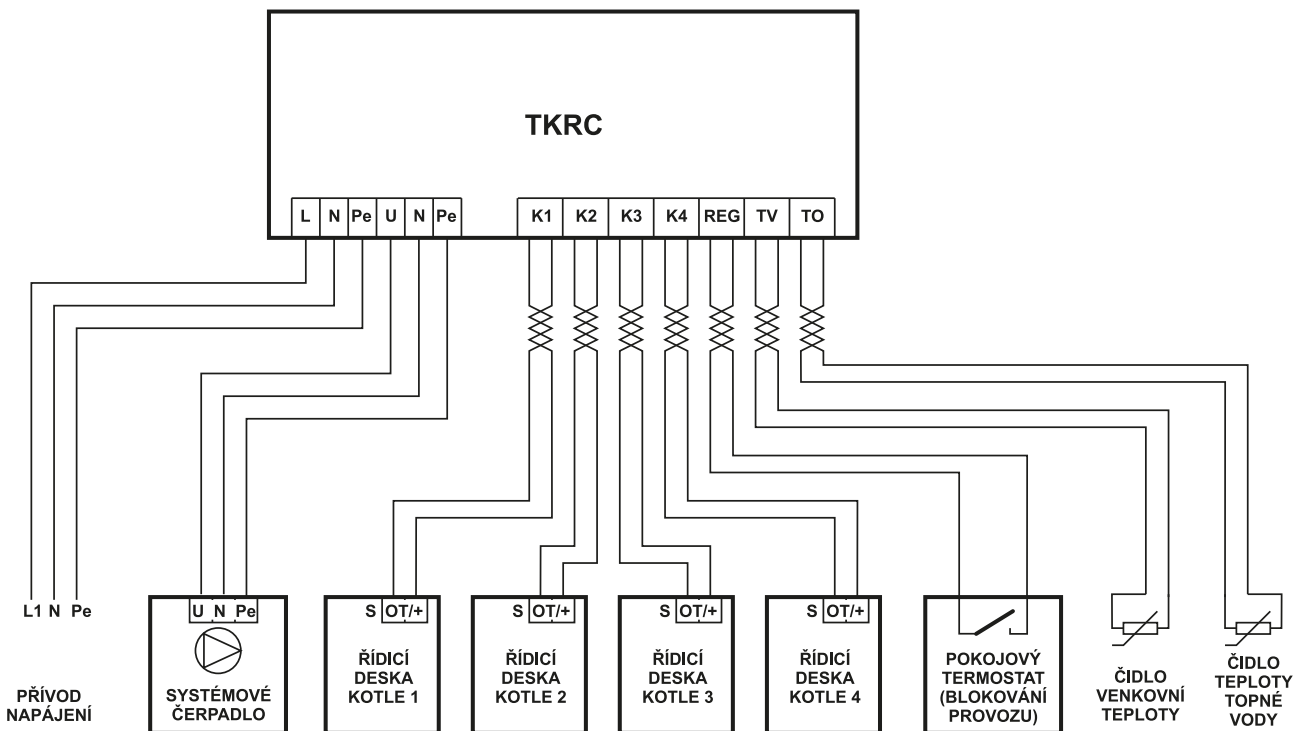 TKRC
L N Pe U N Pe K1 K2 K3 K4 REG TV TO
L1 N Pe
PŘÍVOD
NAPÁJENÍ
U N Pe
SYSTÉMOVÉ
ČERPADLO
S OT/+
ŘÍDICÍ
DESKA
KOTLE 1
S OT/+
ŘÍDICÍ
DESKA
KOTLE 2
S OT/+
ŘÍDICÍ
DESKA
KOTLE 3
S OT/+
ŘÍDICÍ
DESKA
KOTLE 4
POKOJOVÝ
TERMOSTAT
(BLOKOVÁNÍ
PROVOZU)
ČIDLO
VENKOVNÍ
TEPLOTY
ČIDLO
TEPLOTY
TOPNÉ
VODY